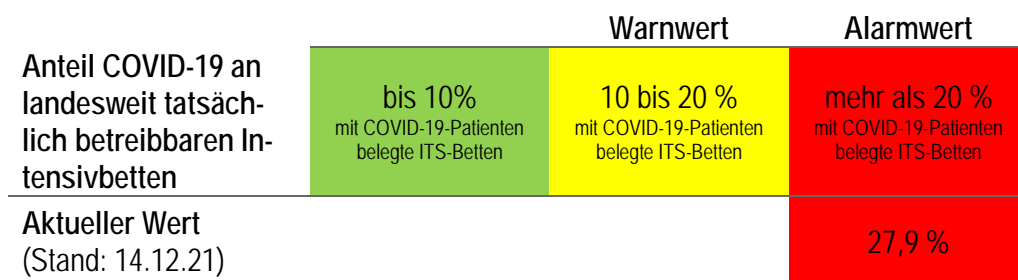 Warnwert Alarmwert
Anteil COVID-19 an
landesweit tatsäch-
lich betreibbaren In-
tensivbetten
bis 10%
mit COVID-19-Patienten
belegte ITS-Betten
10 bis 20 %
mit COVID-19-Patienten
belegte ITS-Betten
mehr als 20 %
mit COVID-19-Patienten
belegte ITS-Betten
Aktueller Wert
(Stand: 14.12.21)
27,9 %